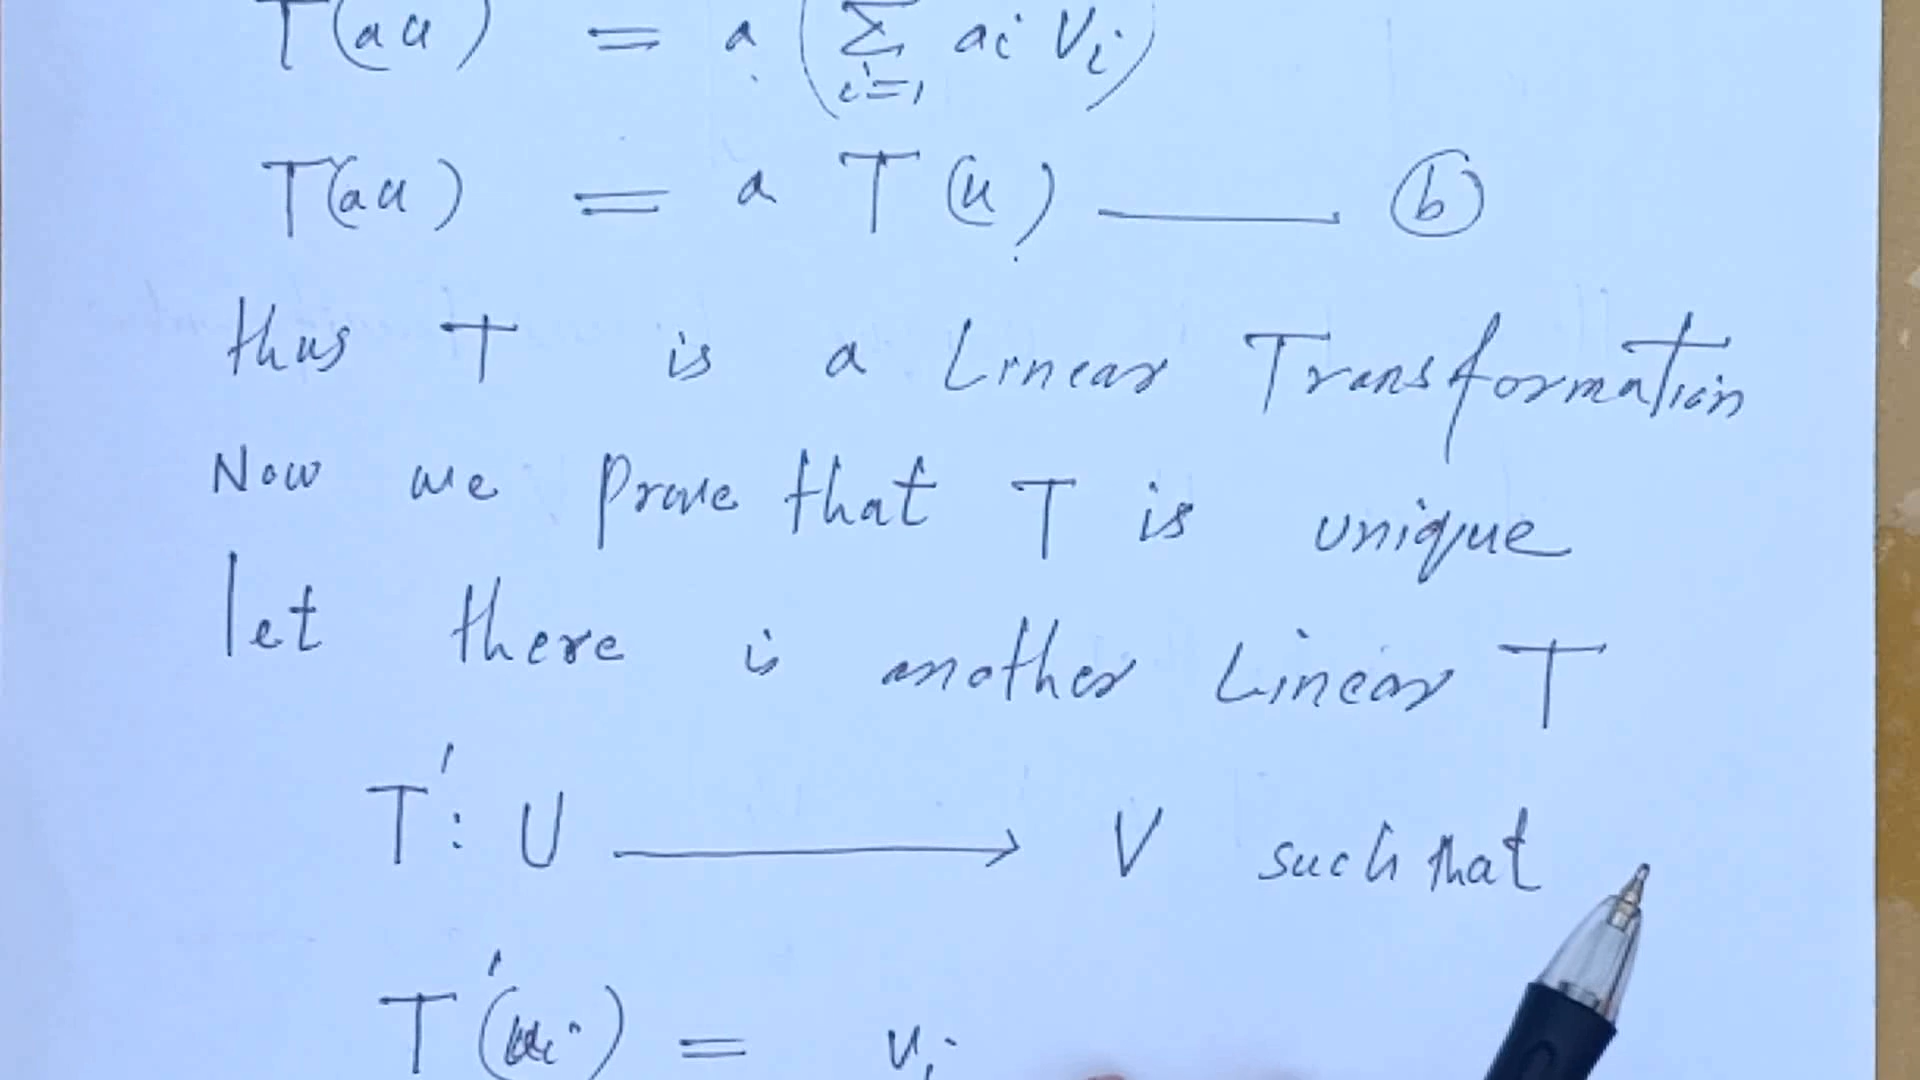 T(au) = a (Σ ai Vi)
i=1
T(au) = a T(u) —— b
thus T is a Linear Transformation
Now we prove that T is unique
let there is another Linear T
T': U ⟶ V such that
T'(ui) = vi